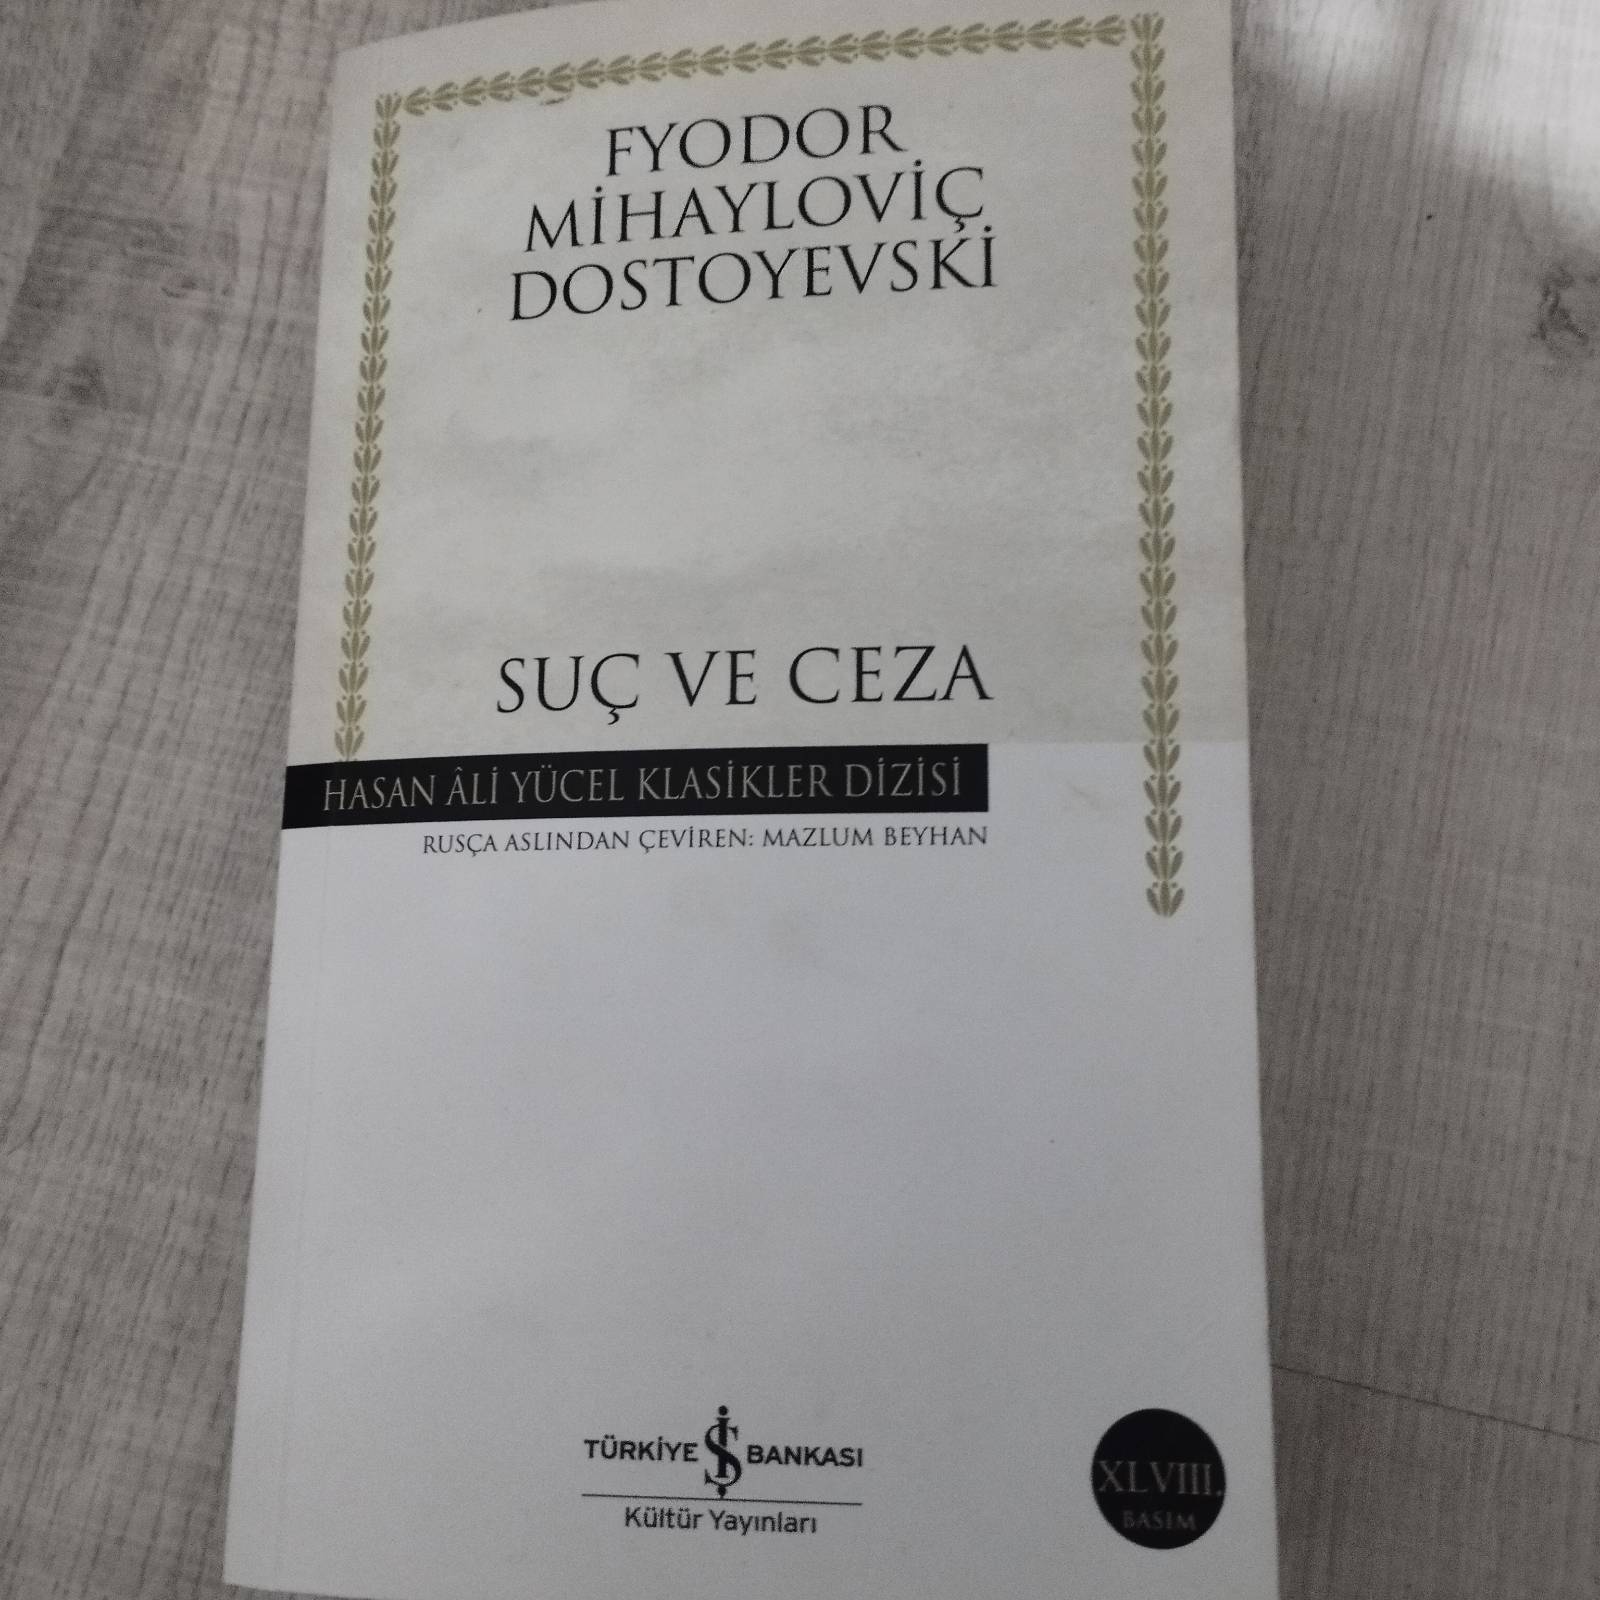 FYODOR
MİHAYLOVİÇ
DOSTOYEVSKİ
SUÇ VE CEZA
HASAN ÂLİ YÜCEL KLASİKLER DİZİSİ
RUSÇA ASLINDAN ÇEVİREN: MAZLUM BEYHAN
TÜRKİYE İŞ BANKASI
Kültür Yayınları
XLVIII.
BASIM